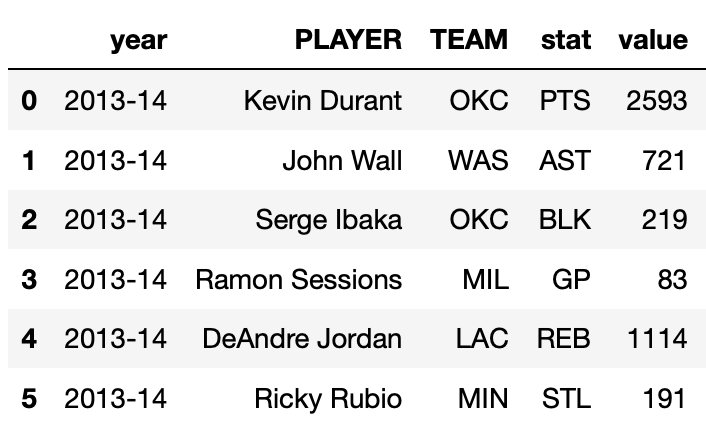 year PLAYER TEAM stat value
0 2013-14 Kevin Durant OKC PTS 2593
1 2013-14 John Wall WAS AST 721
2 2013-14 Serge Ibaka OKC BLK 219
3 2013-14 Ramon Sessions MIL GP 83
4 2013-14 DeAndre Jordan LAC REB 1114
5 2013-14 Ricky Rubio MIN STL 191